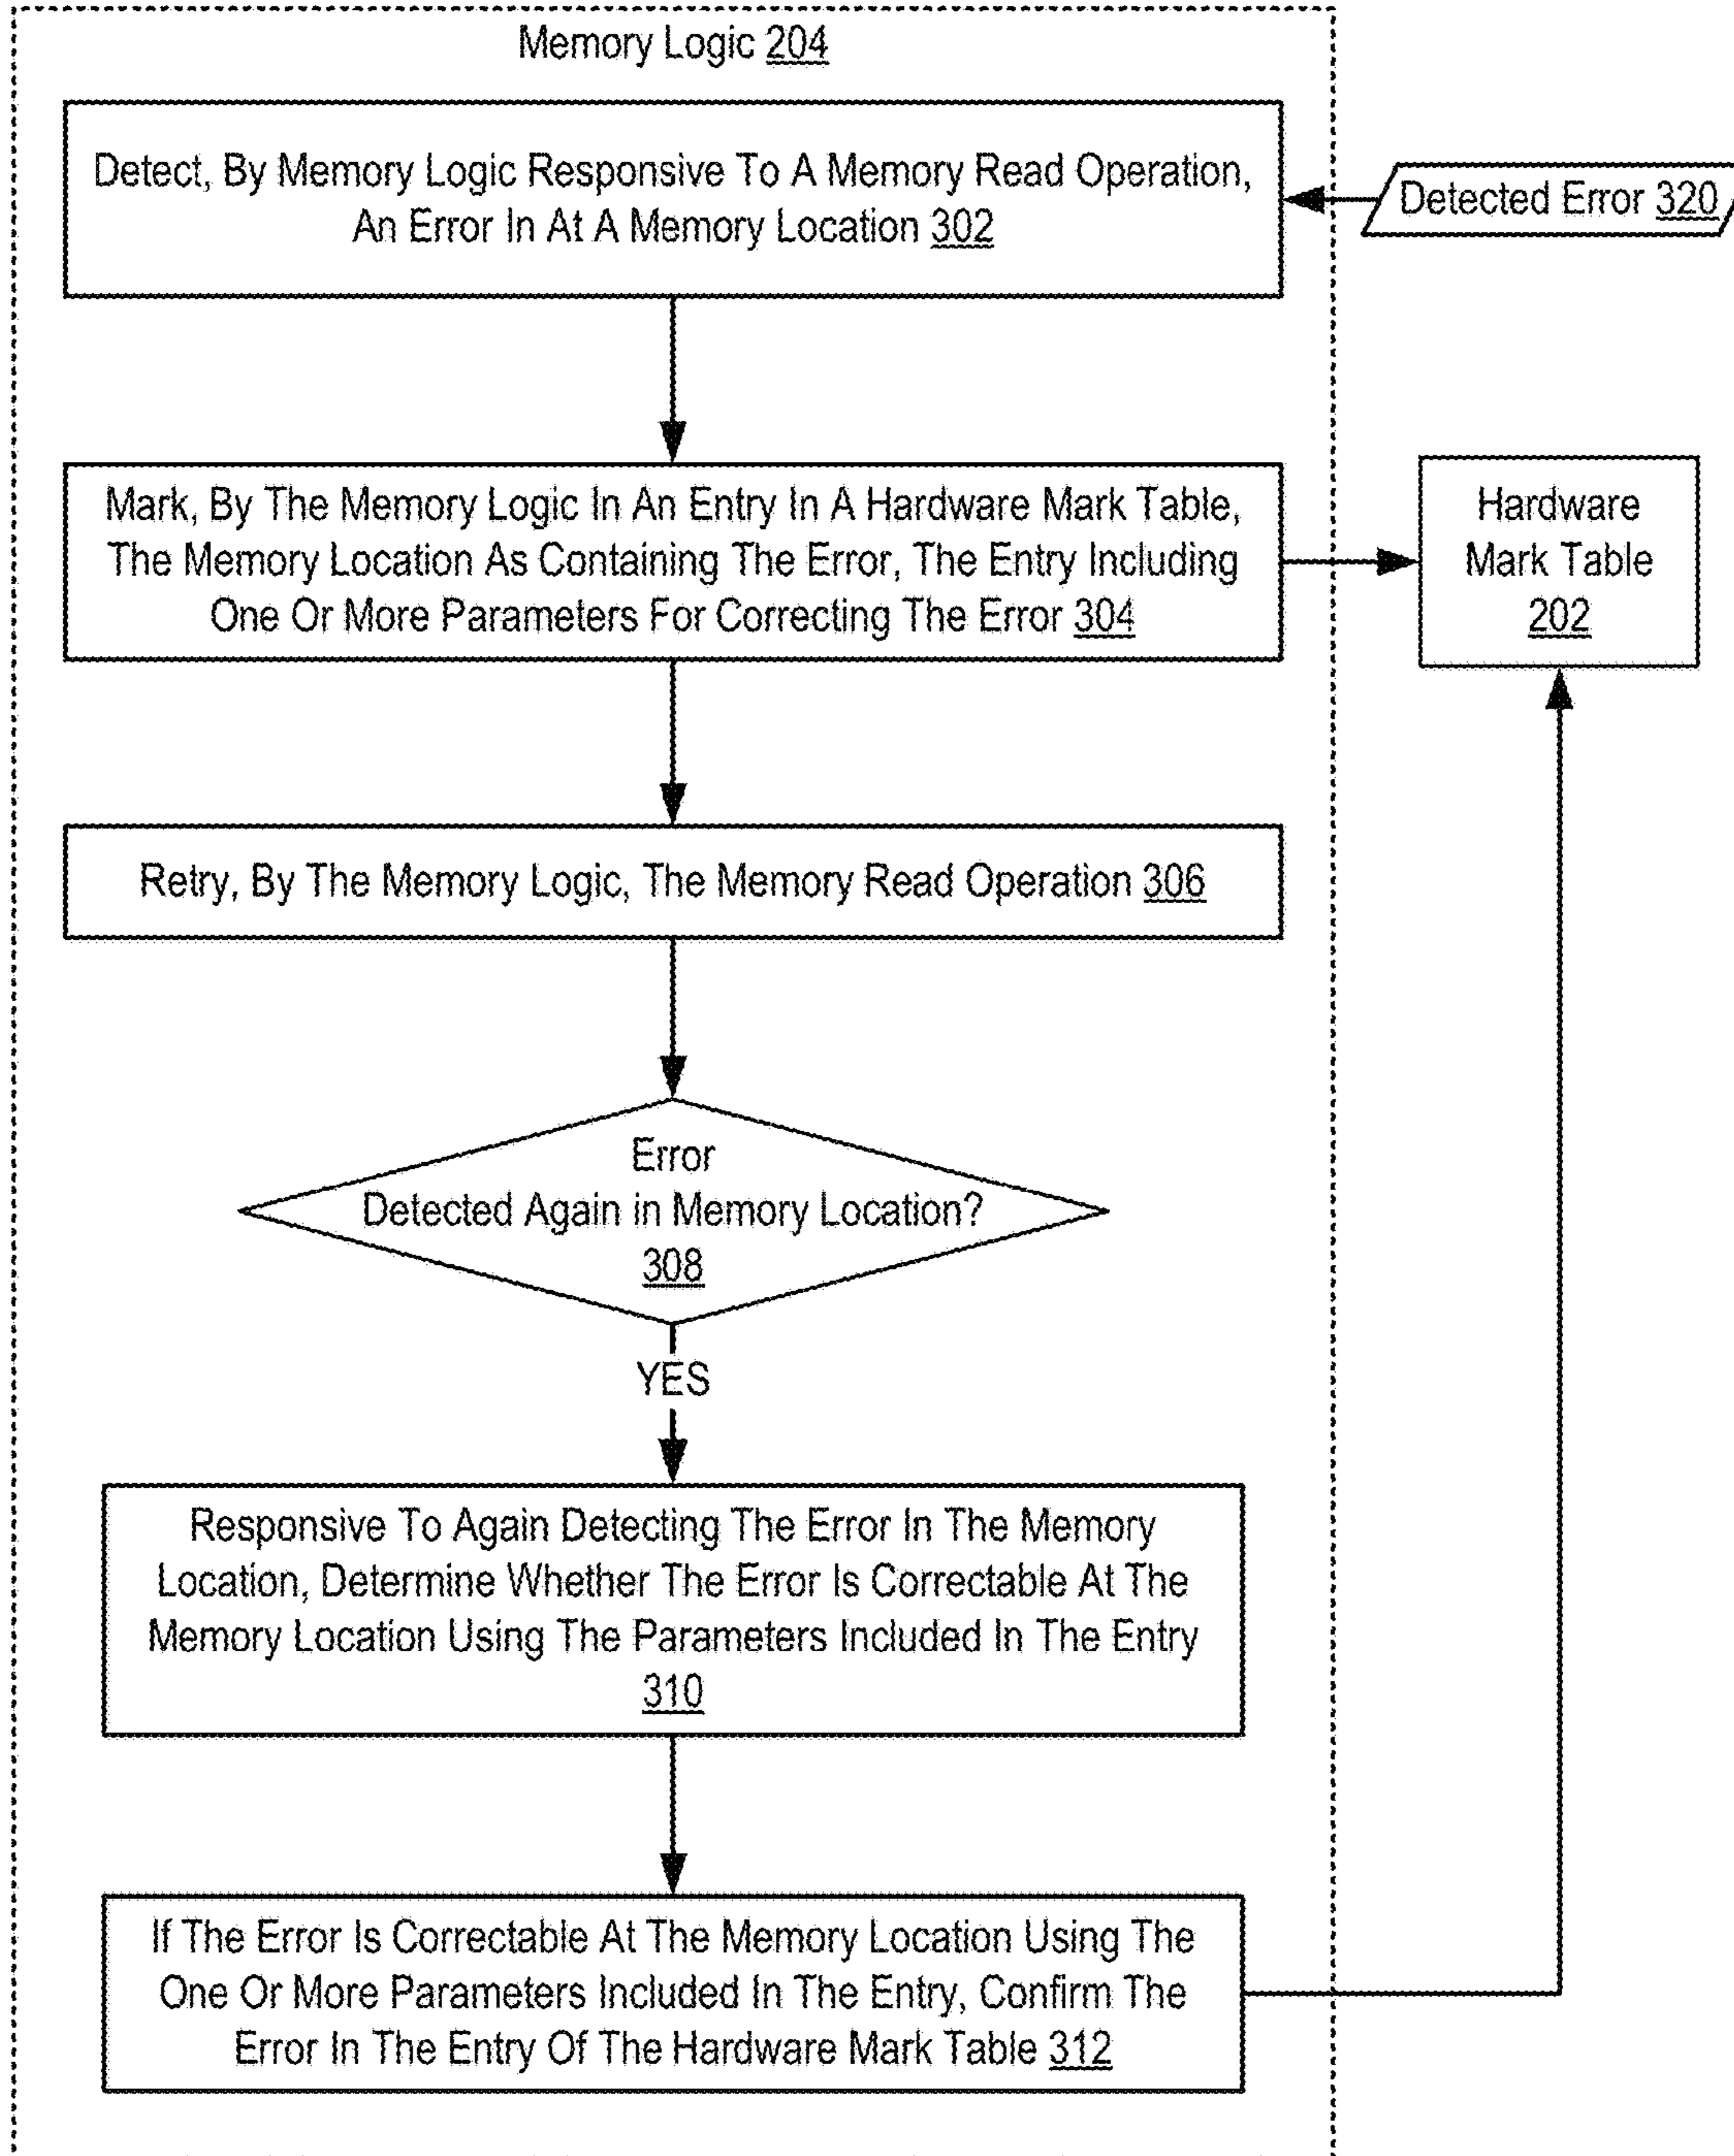 Memory Logic 204
Detect, By Memory Logic Responsive To A Memory Read Operation,
An Error In At A Memory Location 302
Detected Error 320
Mark, By The Memory Logic In An Entry In A Hardware Mark Table,
The Memory Location As Containing The Error, The Entry Including
One Or More Parameters For Correcting The Error 304
Hardware
Mark Table
202
Retry, By The Memory Logic, The Memory Read Operation 306
Error
Detected Again in Memory Location?
308
YES
Responsive To Again Detecting The Error In The Memory
Location, Determine Whether The Error Is Correctable At The
Memory Location Using The Parameters Included In The Entry
310
If The Error Is Correctable At The Memory Location Using The
One Or More Parameters Included In The Entry, Confirm The
Error In The Entry Of The Hardware Mark Table 312